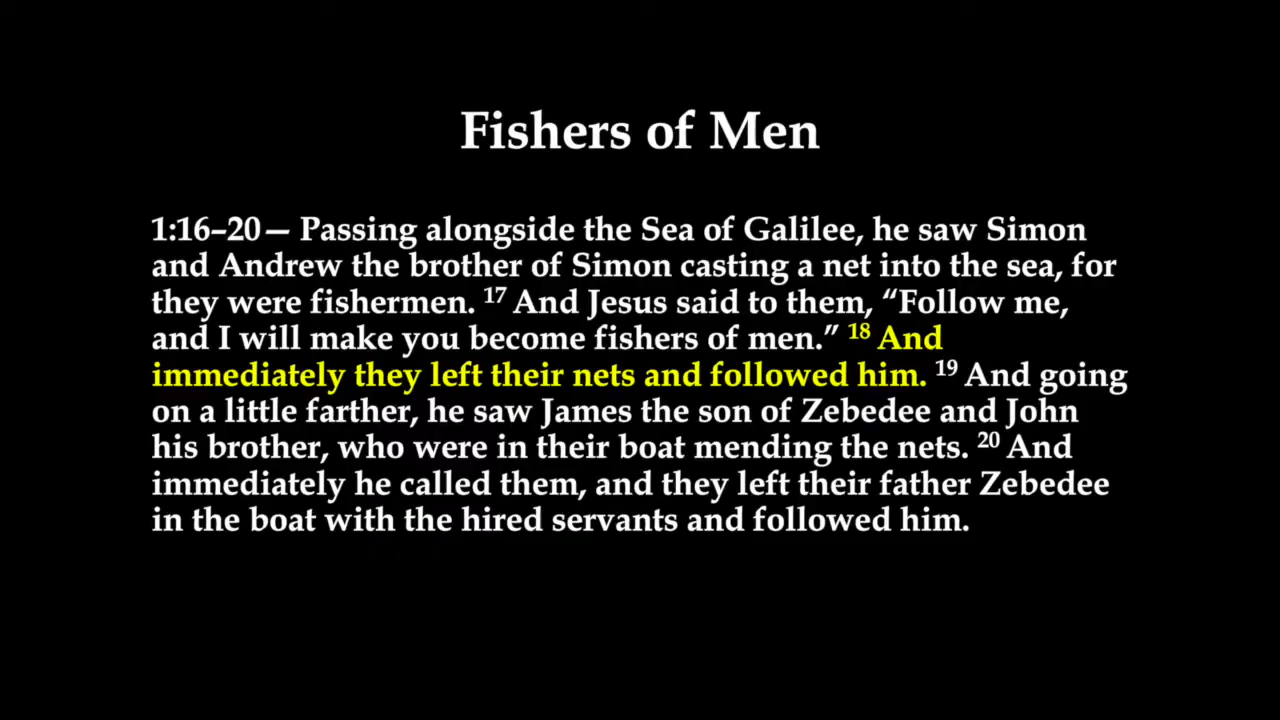 Fishers of Men
1:16–20— Passing alongside the Sea of Galilee, he saw Simon
and Andrew the brother of Simon casting a net into the sea, for
they were fishermen. 17 And Jesus said to them, “Follow me,
and I will make you become fishers of men.” 18 And
immediately they left their nets and followed him. 19 And going
on a little farther, he saw James the son of Zebedee and John
his brother, who were in their boat mending the nets. 20 And
immediately he called them, and they left their father Zebedee
in the boat with the hired servants and followed him.